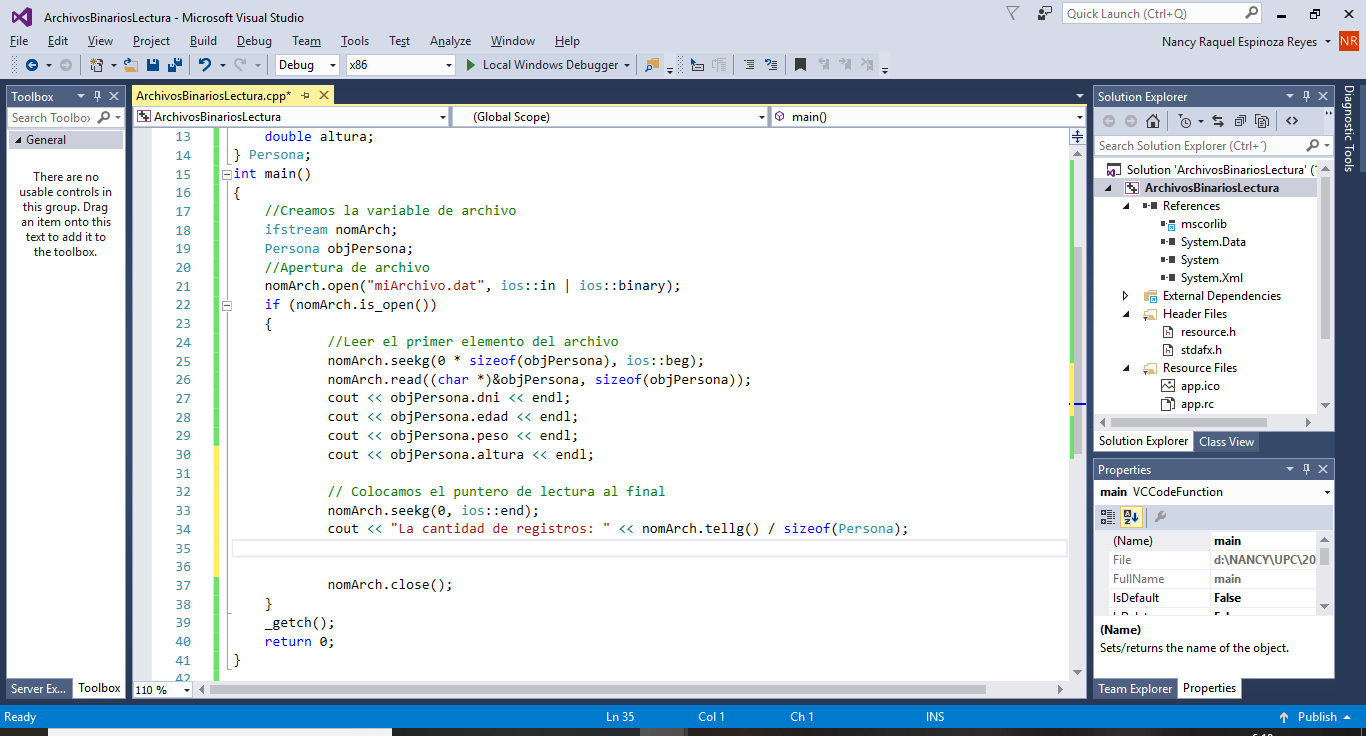 ArchivosBinariosLectura - Microsoft Visual Studio
Quick Launch (Ctrl+Q)
File Edit View Project Build Debug Team Tools Test Analyze Window Help
Nancy Raquel Espinoza Reyes NR
Debug x86 Local Windows Debugger
Toolbox
Search Toolbox
General
There are no
usable controls in
this group. Drag
an item onto this
text to add it to
the toolbox.
Server Ex... Toolbox
ArchivosBinariosLectura.cpp*
ArchivosBinariosLectura (Global Scope) main()
13 double altura;
14 } Persona;
15 int main()
16 {
17 //Creamos la variable de archivo
18 ifstream nomArch;
19 Persona objPersona;
20 //Apertura de archivo
21 nomArch.open("miArchivo.dat", ios::in | ios::binary);
22 if (nomArch.is_open())
23 {
24 //Leer el primer elemento del archivo
25 nomArch.seekg(0 * sizeof(objPersona), ios::beg);
26 nomArch.read((char *)&objPersona, sizeof(objPersona));
27 cout << objPersona.dni << endl;
28 cout << objPersona.edad << endl;
29 cout << objPersona.peso << endl;
30 cout << objPersona.altura << endl;
31
32 // Colocamos el puntero de lectura al final
33 nomArch.seekg(0, ios::end);
34 cout << "La cantidad de registros: " << nomArch.tellg() / sizeof(Persona);
35
36
37 nomArch.close();
38 }
39 _getch();
40 return 0;
41 }
42
110 %
Solution Explorer
Search Solution Explorer (Ctrl+´)
Solution 'ArchivosBinariosLectura' (
ArchivosBinariosLectura
References
mscorlib
System.Data
System
System.Xml
External Dependencies
Header Files
resource.h
stdafx.h
Resource Files
app.ico
app.rc
Solution Explorer Class View
Properties
main VCCodeFunction
(Name) main
File d:\NANCY\UPC\20
FullName main
IsDefault False
(Name)
Sets/returns the name of the object.
Team Explorer Properties
Diagnostic Tools
Ready Ln 35 Col 1 Ch 1 INS Publish